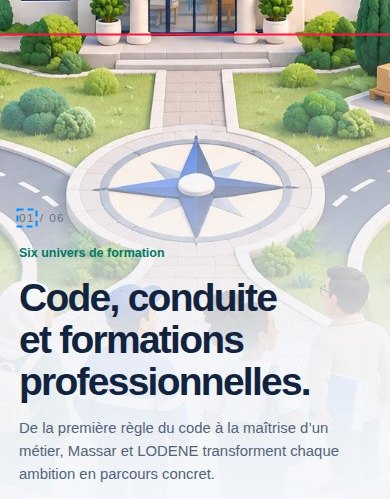 01 / 06
Six univers de formation
Code, conduite
et formations
professionnelles.
De la première règle du code à la maîtrise d’un
métier, Massar et LODENE transforment chaque
ambition en parcours concret.